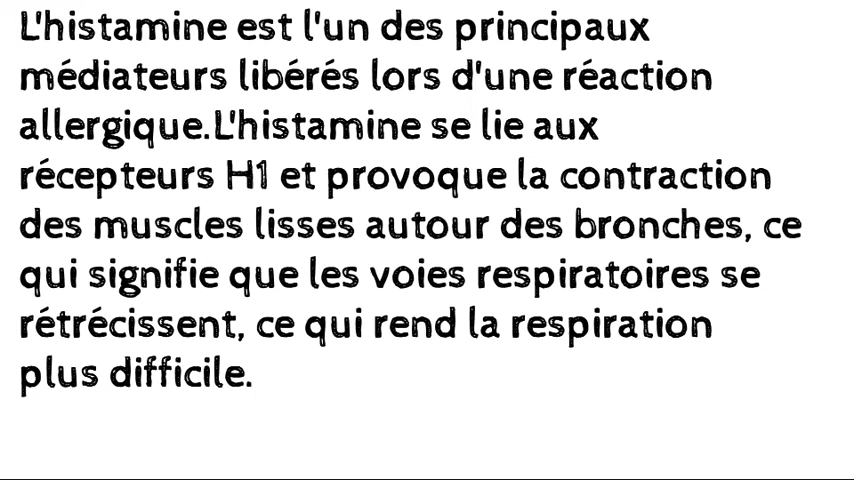 L'histamine est l'un des principaux
médiateurs libérés lors d'une réaction
allergique.L'histamine se lie aux
récepteurs H1 et provoque la contraction
des muscles lisses autour des bronches, ce
qui signifie que les voies respiratoires se
rétrécissent, ce qui rend la respiration
plus difficile.